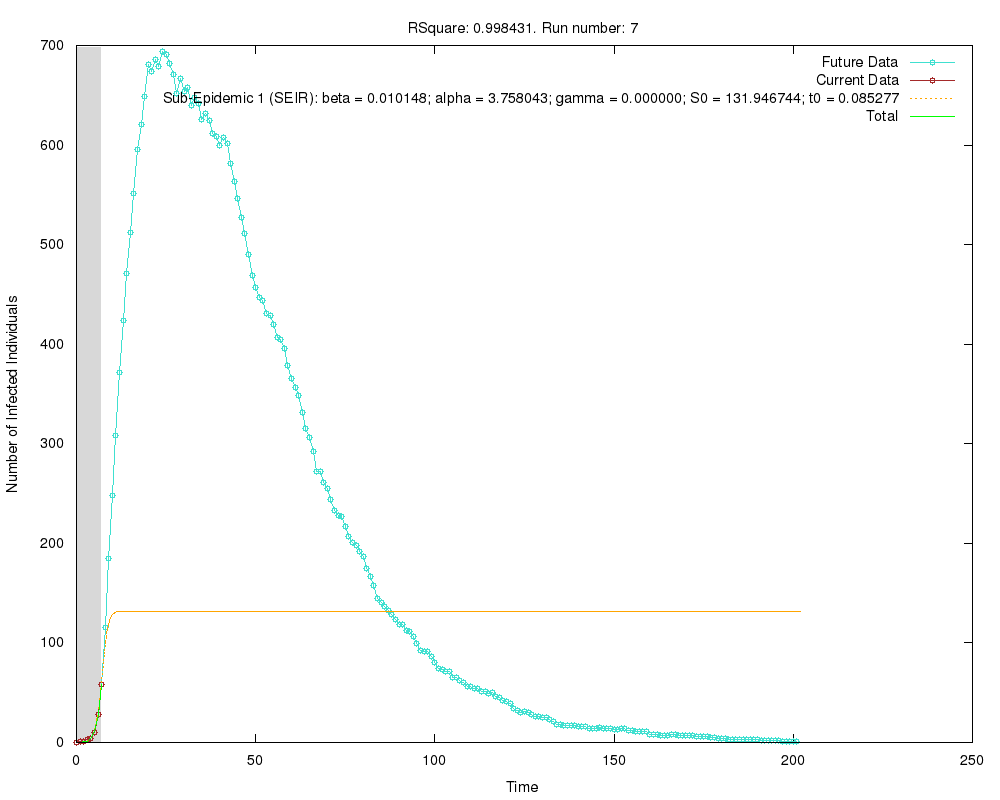 RSquare: 0.998431. Run number: 7
Future Data
Current Data
Sub-Epidemic 1 (SEIR): beta = 0.010148; alpha = 3.758043; gamma = 0.000000; S0 = 131.946744; t0 = 0.085277
Total
700
600
500
400
300
200
100
0
Number of Infected Individuals
0 50 100 150 200 250
Time